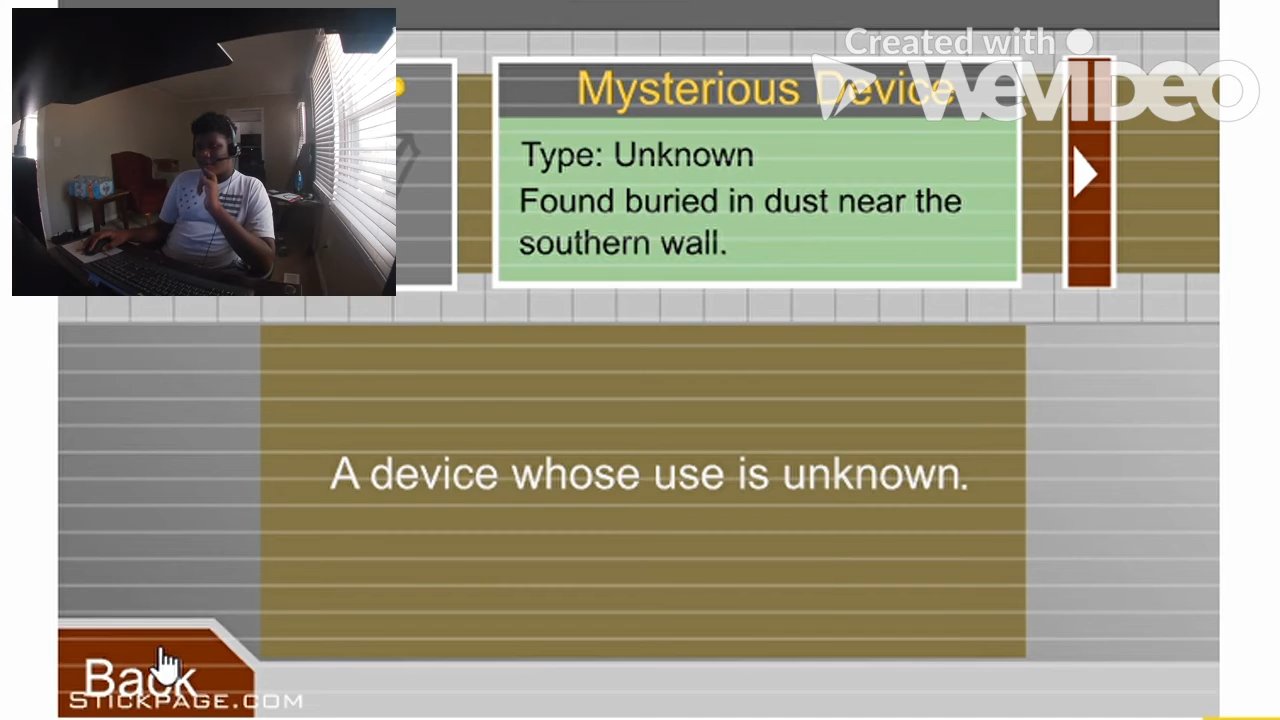 Created with
WEVIDEO
Mysterious Device
Type: Unknown
Found buried in dust near the
southern wall.
A device whose use is unknown.
Back
STICKPAGE.COM